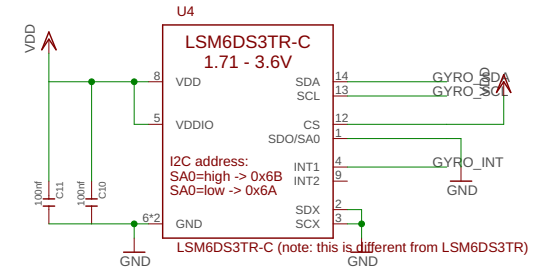 U4
VDD
LSM6DS3TR-C
1.71 - 3.6V
8 VDD
5 VDDIO
SDA 14 GYRO_SDA
SCL 13 GYRO_SCL
VDD
CS 12
SDO/SA0 1
I2C address:
SA0=high -> 0x6B
SA0=low -> 0x6A
INT1 4 GYRO_INT
INT2 9
GND
100nf C11
100nf C10
6*2 GND
SDX 2
SCX 3
GND
GND
LSM6DS3TR-C (note: this is different from LSM6DS3TR)